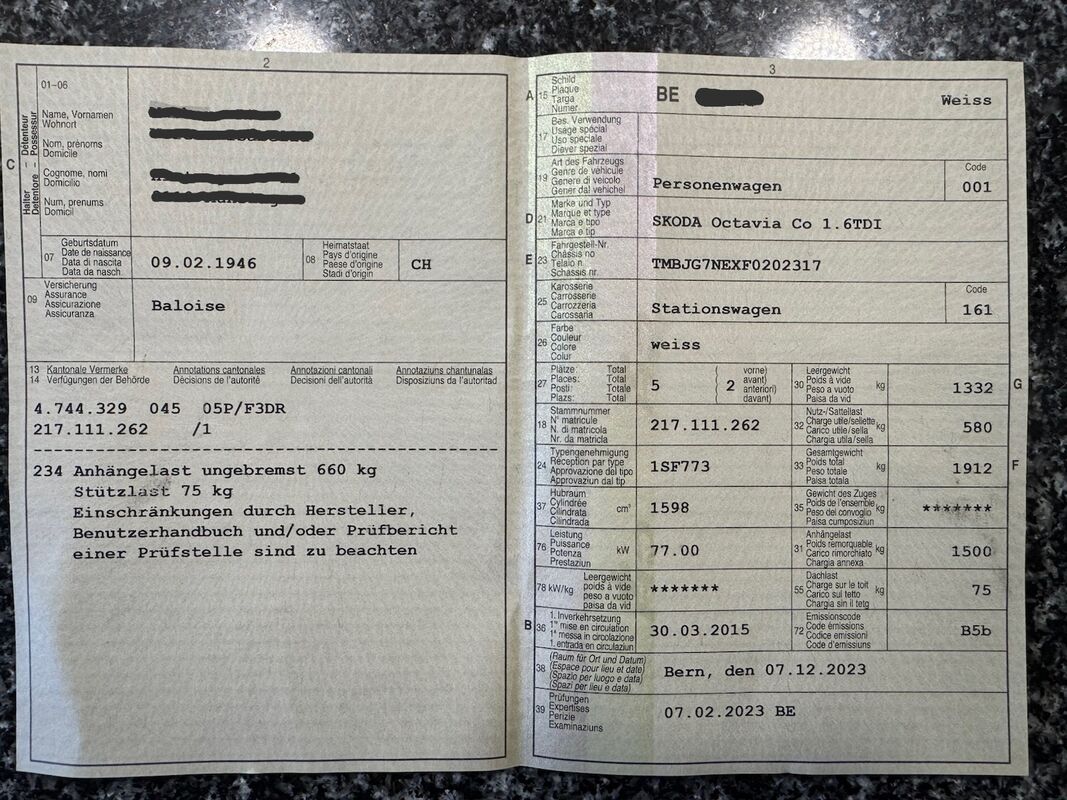 2
01-06
C
Halter – Détenteur
Detentore – Possessur
Name, Vornamen
Wohnort
Nom, prénoms
Domicile
Cognome, nomi
Domicilio
Num, prenums
Domicil
07
Geburtsdatum
Date de naissance
Data di nascita
Data da nasch.
09.02.1946
08
Heimatstaat
Pays d'origine
Paese d'origine
Stadi d'origin
CH
09
Versicherung
Assurance
Assicurazione
Assicuranza
Baloise
13 Kantonale Vermerke Annotations cantonales Annotazioni cantonali Annotaziuns chantunalas
14 Verfügungen der Behörde Décisions de l'autorité Decisioni dell'autorità Disposiziuns da l'autoritad
4.744.329 045 05P/F3DR
217.111.262 /1
234 Anhängelast ungebremst 660 kg
Stützlast 75 kg
Einschränkungen durch Hersteller,
Benutzerhandbuch und/oder Prüfbericht
einer Prüfstelle sind zu beachten
3
A
15
Schild
Plaque
Targa
Numer
BE
Weiss
17
Bes. Verwendung
Usage spécial
Uso speciale
Diever spezial
19
Art des Fahrzeugs
Genre de véhicule
Genere di veicolo
Gener dal vehichel
Personenwagen
Code
001
D
21
Marke und Typ
Marque et type
Marca e tipo
Marca e tip
SKODA Octavia Co 1.6TDI
E
23
Fahrgestell-Nr.
Châssis no
Telaio n.
Schassis nr.
TMBJG7NEXF0202317
25
Karosserie
Carrosserie
Carrozzeria
Carossaria
Stationswagen
Code
161
26
Farbe
Couleur
Colore
Colur
weiss
27
Plätze: Total
Places: Total
Posti: Totale
Plazs: Total
5
2
vorne)
avant)
anteriori)
davant)
30
Leergewicht
Poids à vide
Peso a vuoto
Paisa da vid
kg
1332
G
18
Stammnummer
N° matricule
N. di matricola
Nr. da matricla
217.111.262
32
Nutz-/Sattellast
Charge utile/sellette
Carico utile/sella
Chargia utila/sella
kg
580
24
Typengenehmigung
Réception par type
Approvazione del tipo
Approvaziun dal tip
1SF773
33
Gesamtgewicht
Poids total
Peso totale
Paisa totala
kg
1912
F
37
Hubraum
Cylindrée
Cilindrata
Cilindrada
cm³
1598
35
Gewicht des Zuges
Poids de l'ensemble
Peso del convoglio
Paisa cumposiziun
kg
*******
76
Leistung
Puissance
Potenza
Prestaziun
kW
77.00
31
Anhängelast
Poids remorquable
Carico rimorchiato
Chargia annexa
kg
1500
78 kW/kg
Leergewicht
poids à vide
peso a vuoto
paisa da vid
*******
55
Dachlast
Charge sur le toit
Carico sul tetto
Chargia sin il tetg
kg
75
B
36
1. Inverkehrsetzung
1re mise en circulation
1a messa in circolazione
1. entrada en circulaziun
30.03.2015
72
Emissionscode
Code émissions
Codice emissioni
Code d'emissiuns
B5b
38
(Raum für Ort und Datum)
(Espace pour lieu et date)
(Spazio per luogo e data)
(Spazi per lieu e data)
Bern, den 07.12.2023
39
Prüfungen
Expertises
Perizie
Examinaziuns
07.02.2023 BE